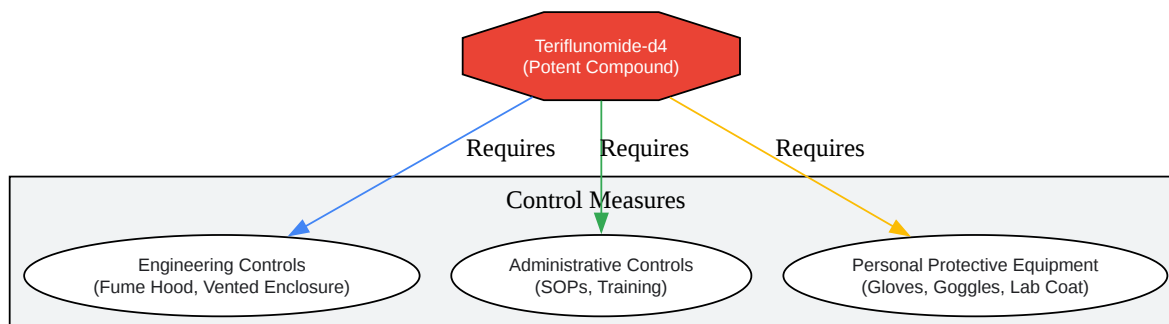 Teriflunomide-d4
(Potent Compound)
Requires
Requires
Requires
Control Measures
Engineering Controls
(Fume Hood, Vented Enclosure)
Administrative Controls
(SOPs, Training)
Personal Protective Equipment
(Gloves, Goggles, Lab Coat)